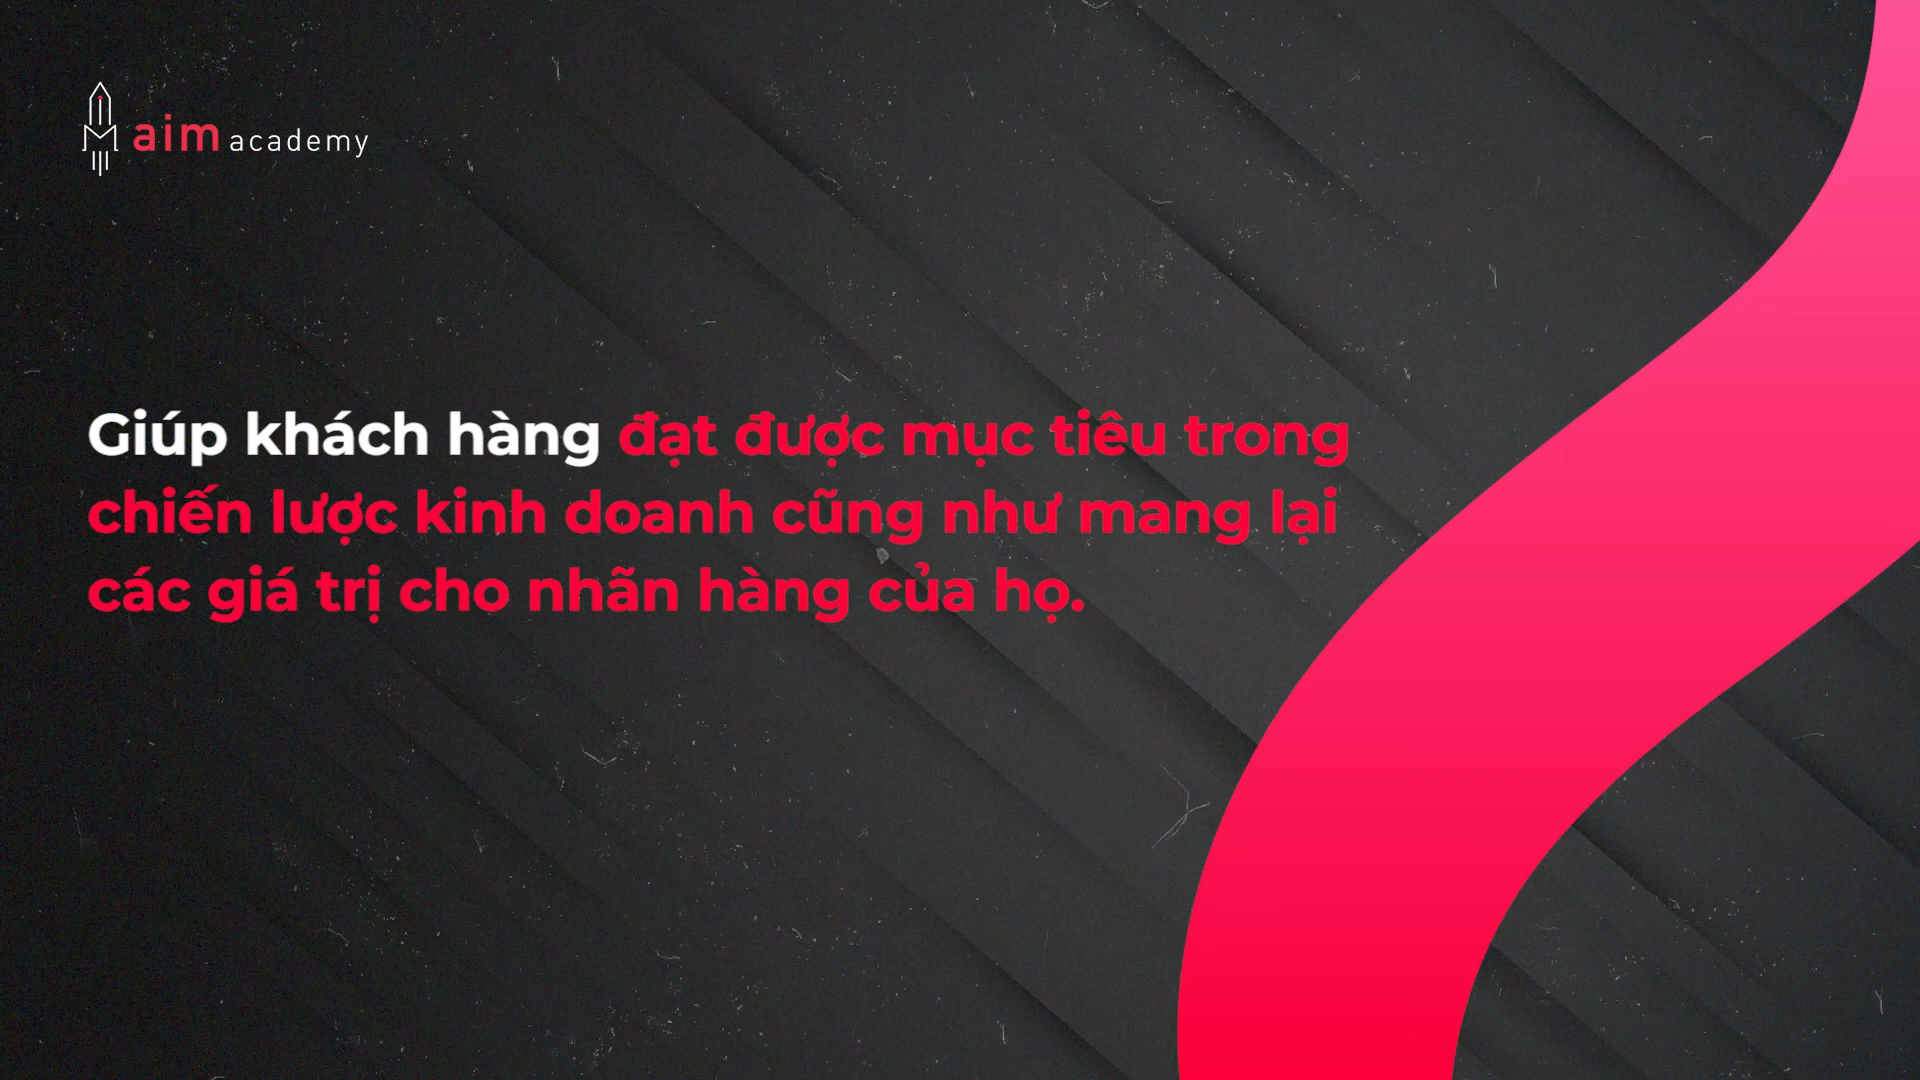 aim academy
Giúp khách hàng đạt được mục tiêu trong
chiến lược kinh doanh cũng như mang lại
các giá trị cho nhãn hàng của họ.